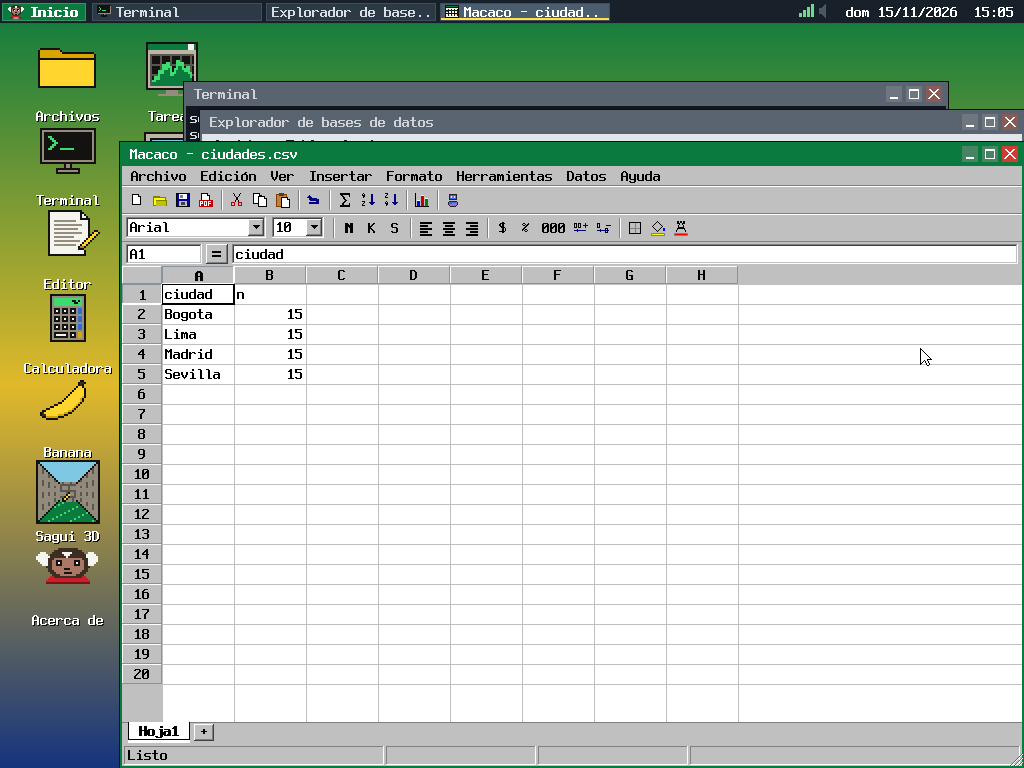 Inicio
Terminal
Explorador de base..
Macaco - ciudad..
dom 15/11/2026
15:05
Archivos
Tarea
Terminal
Editor
Calculadora
Banana
Sagui 3D
Acerca de
Terminal
Explorador de bases de datos
Macaco - ciudades.csv
Archivo Edición Ver Insertar Formato Herramientas Datos Ayuda
Arial 10 N K S $ % 000
A1 = ciudad
A B C D E F G H
1 ciudad n
2 Bogota 15
3 Lima 15
4 Madrid 15
5 Sevilla 15
6
7
8
9
10
11
12
13
14
15
16
17
18
19
20
Hoja1 +
Listo